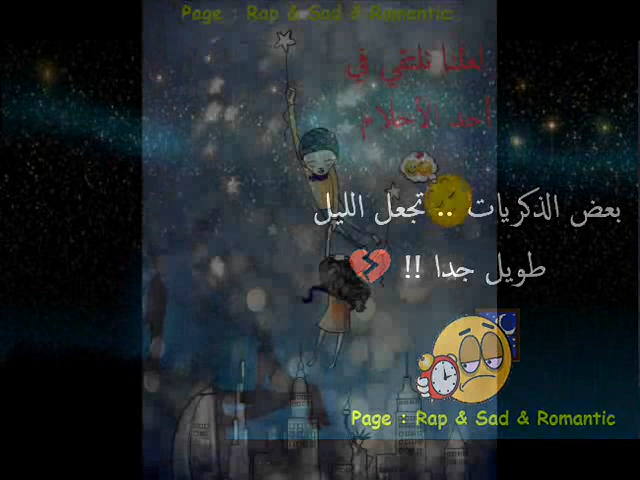 Page : Rap & Sad & Romantic
لعلنا نلتقي في
أحد الأحلام
بعض الذكريات .. تجعل الليل
طويل جدا !! 💔
Page : Rap & Sad & Romantic